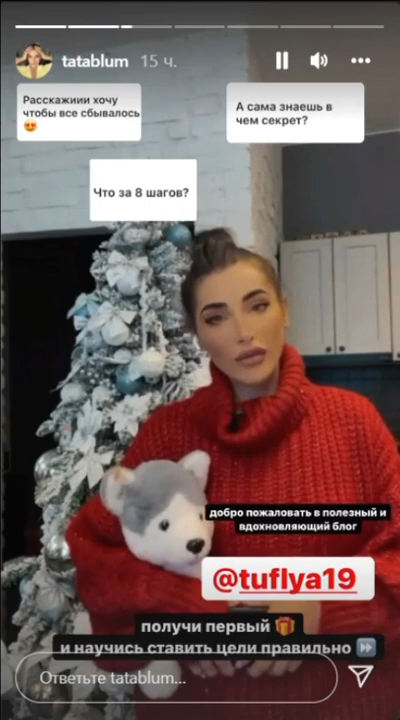 tatablum 15 ч.
Расскажиии хочу
чтобы все сбывалось
😍
А сама знаешь в
чем секрет?
Что за 8 шагов?
добро пожаловать в полезный и
вдохновляющий блог
@tuflya19
получи первый 🎁
и научись ставить цели правильно ⏩
Ответьте tatablum...